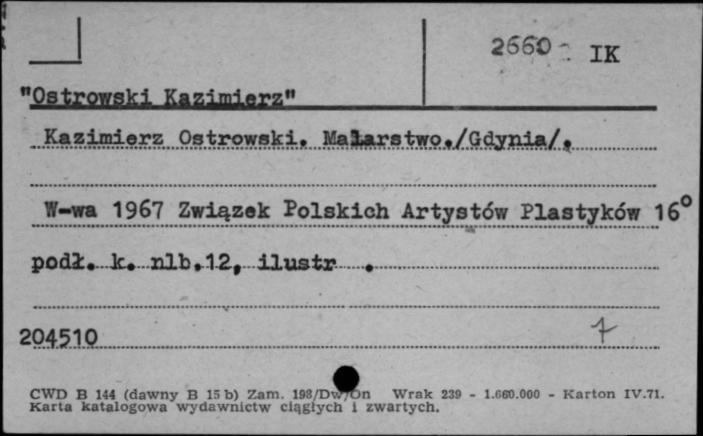 2660 - IK
"Ostrowski Kazimierz"
Kazimierz Ostrowski. Malarstwo./Gdynia/.
W-wa 1967 Związek Polskich Artystów Plastyków 16°
podł. k. nlb.12, ilustr .
204510 7
CWD B 144 (dawny B 15 b) Zam. 198/Dw/On Wrak 239 - 1.660.000 - Karton IV.71.
Karta katalogowa wydawnictw ciągłych i zwartych.